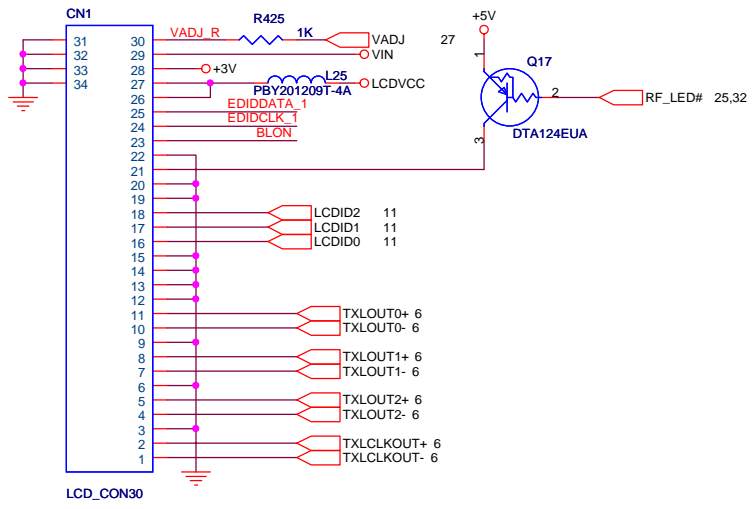 CN1
R425
+5V
31 30 VADJ_R 1K VADJ 27
32 29 VIN
33 28 +3V
34 27 L25 LCDVCC
1
Q17
26 PBY201209T-4A
25 EDIDDATA_1
2 RF_LED# 25,32
24 EDIDCLK_1
23 BLON
DTA124EUA
3
22
21
20
19
18 LCDID2 11
17 LCDID1 11
16 LCDID0 11
15
14
13
12
11 TXLOUT0+ 6
10 TXLOUT0- 6
9
8 TXLOUT1+ 6
7 TXLOUT1- 6
6
5 TXLOUT2+ 6
4 TXLOUT2- 6
3
2 TXLCLKOUT+ 6
1 TXLCLKOUT- 6
LCD_CON30